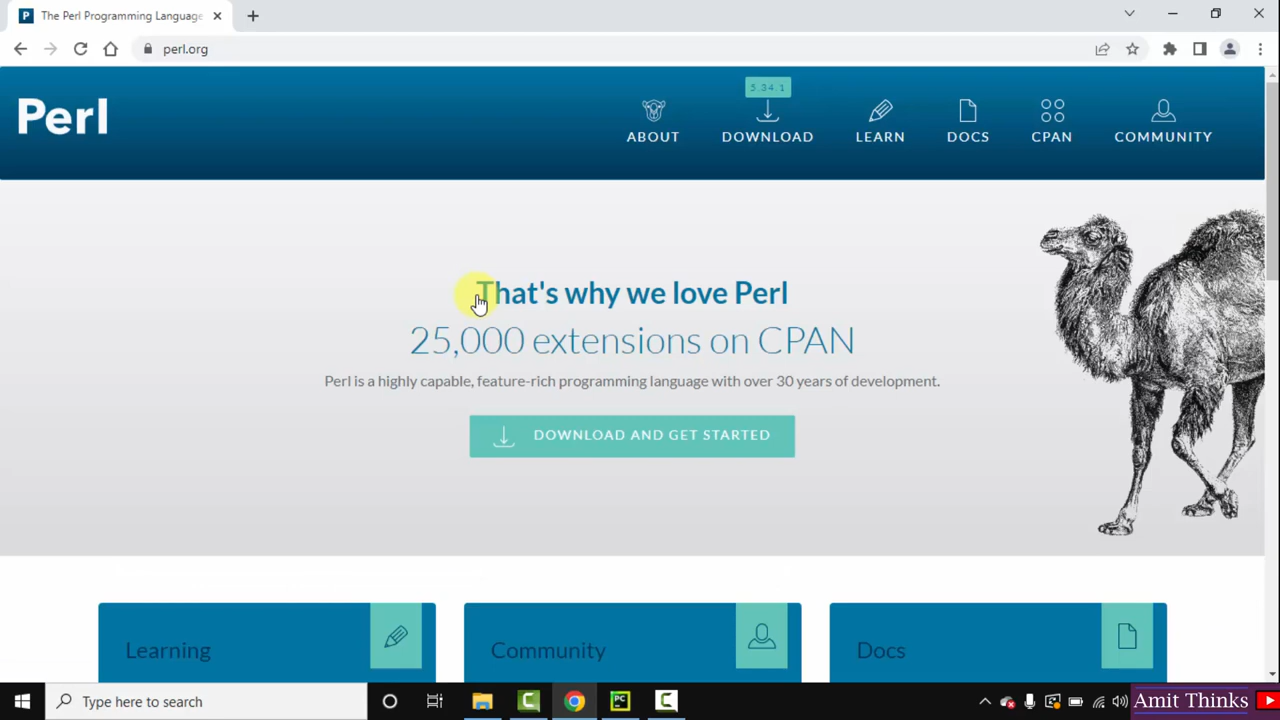 The Perl Programming Language
perl.org
Perl
5.34.1
ABOUT
DOWNLOAD
LEARN
DOCS
CPAN
COMMUNITY
That's why we love Perl
25,000 extensions on CPAN
Perl is a highly capable, feature-rich programming language with over 30 years of development.
DOWNLOAD AND GET STARTED
Learning
Community
Docs
Type here to search
Amit Thinks